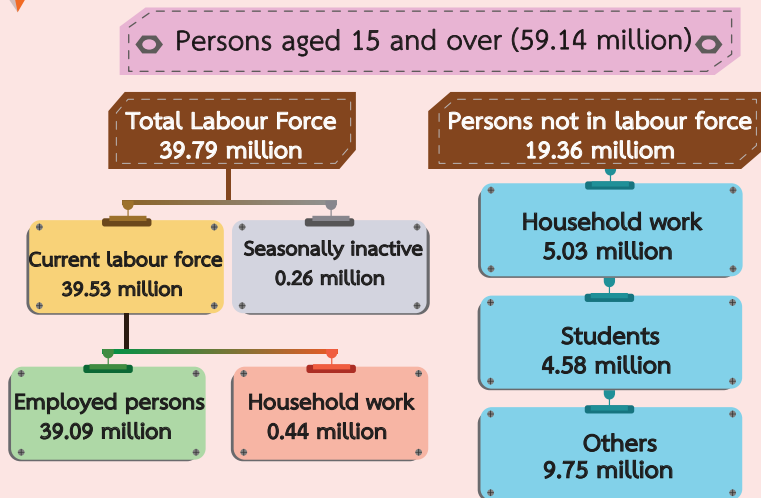 Persons aged 15 and over (59.14 million)
Total Labour Force
39.79 million
Persons not in labour force
19.36 milliom
Current labour force
39.53 million
Seasonally inactive
0.26 million
Employed persons
39.09 million
Household work
0.44 million
Household work
5.03 million
Students
4.58 million
Others
9.75 million